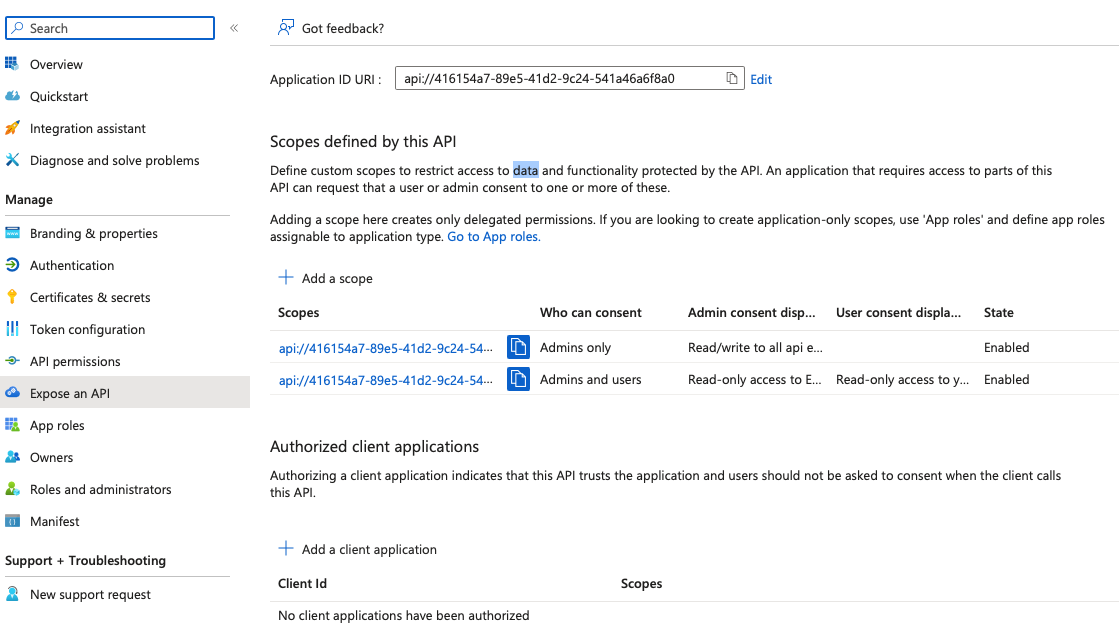 Search
«
Overview
Quickstart
Integration assistant
Diagnose and solve problems
Manage
Branding & properties
Authentication
Certificates & secrets
Token configuration
API permissions
Expose an API
App roles
Owners
Roles and administrators
Manifest
Support + Troubleshooting
New support request
Got feedback?
Application ID URI : api://416154a7-89e5-41d2-9c24-541a46a6f8a0 Edit
Scopes defined by this API
Define custom scopes to restrict access to data and functionality protected by the API. An application that requires access to parts of this
API can request that a user or admin consent to one or more of these.
Adding a scope here creates only delegated permissions. If you are looking to create application-only scopes, use 'App roles' and define app roles
assignable to application type. Go to App roles.
Add a scope
Scopes Who can consent Admin consent disp... User consent displa... State
api://416154a7-89e5-41d2-9c24-54... Admins only Read/write to all api e... Enabled
api://416154a7-89e5-41d2-9c24-54... Admins and users Read-only access to E... Read-only access to y... Enabled
Authorized client applications
Authorizing a client application indicates that this API trusts the application and users should not be asked to consent when the client calls
this API.
Add a client application
Client Id Scopes
No client applications have been authorized